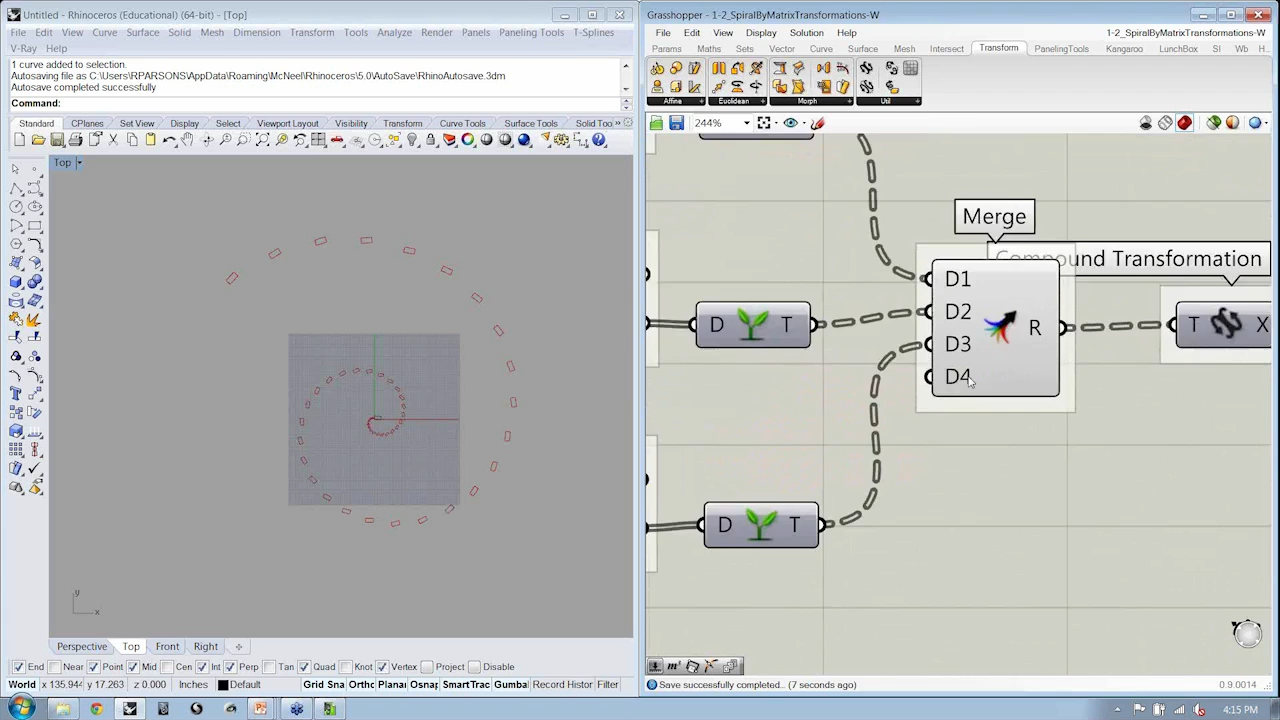 Untitled - Rhinoceros (Educational) (64-bit) - [Top]
File Edit View Curve Surface Solid Mesh Dimension Transform Tools Analyze Render Panels Paneling Tools T-Splines
V-Ray Help
1 curve added to selection.
Autosaving file as C:\Users\RPARSONS\AppData\Roaming\McNeel\Rhinoceros\5.0\AutoSave\RhinoAutosave.3dm
Autosave completed successfully
Command:
Standard CPlanes Set View Display Select Viewport Layout Visibility Transform Curve Tools Surface Tools Solid Too
Top
y
x
Perspective Top Front Right
End Near Point Mid Cen Int Perp Tan Quad Knot Vertex Project Disable
World x 135.944 y 17.263 z 0.000 Inches Default Grid Sna Ortho Planar Osnap SmartTrac Gumba Record Histor Filter
Grasshopper - 1-2_SpiralByMatrixTransformations-W
File Edit View Display Solution Help 1-2_SpiralByMatrixTransformations-W
Params Maths Sets Vector Curve Surface Mesh Intersect Transform PanelingTools Kangaroo LunchBox SI Wb H
Affine Euclidean Morph Util
244%
Merge
Compound Transformation
D1
D2
D3
D4
R
D T
T X
D T
Save successfully completed... (7 seconds ago)
0.9.0014
4:15 PM